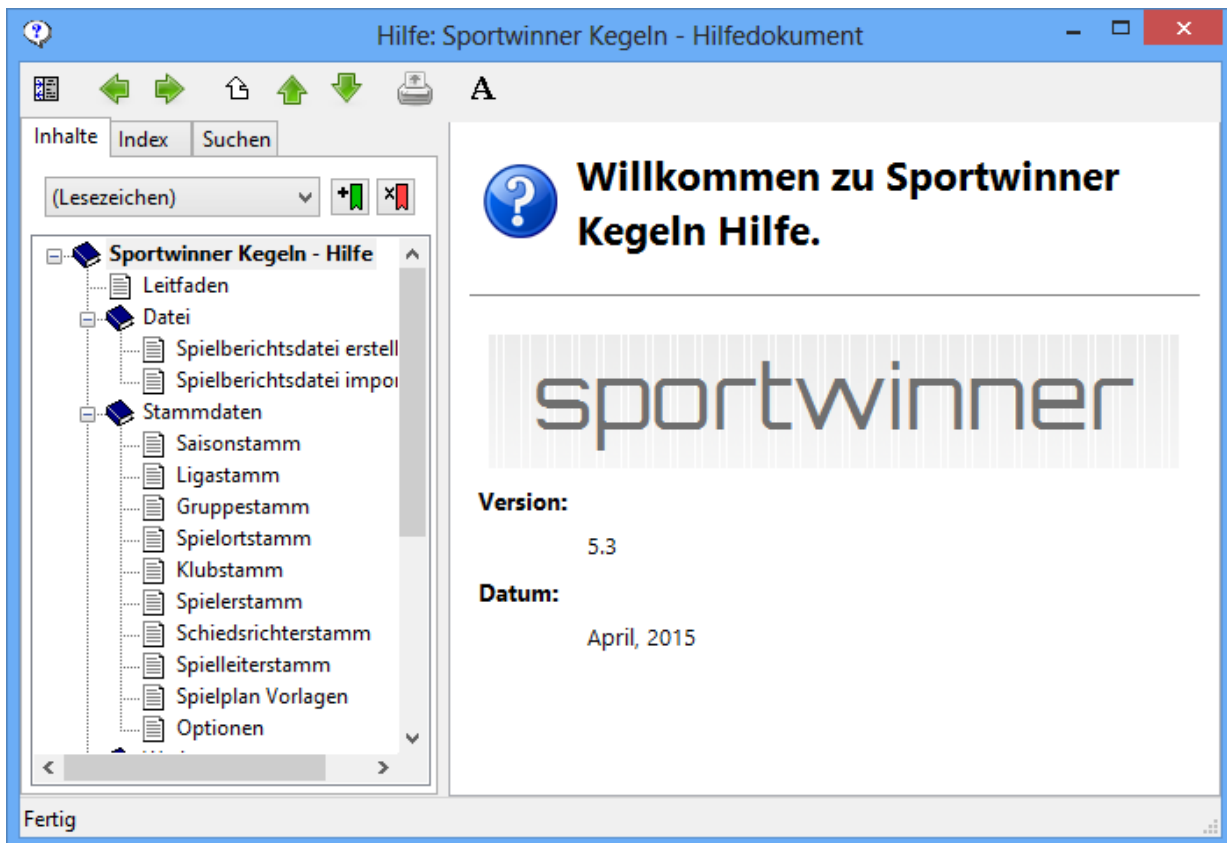 Hilfe: Sportwinner Kegeln - Hilfedokument
A
Inhalte Index Suchen
(Lesezeichen)
Sportwinner Kegeln - Hilfe
Leitfaden
Datei
Spielberichtsdatei erstell
Spielberichtsdatei impor
Stammdaten
Saisonstamm
Ligastamm
Gruppestamm
Spielortstamm
Klubstamm
Spielerstamm
Schiedsrichterstamm
Spielleiterstamm
Spielplan Vorlagen
Optionen
Willkommen zu Sportwinner
Kegeln Hilfe.
sportwinner
Version:
5.3
Datum:
April, 2015
Fertig